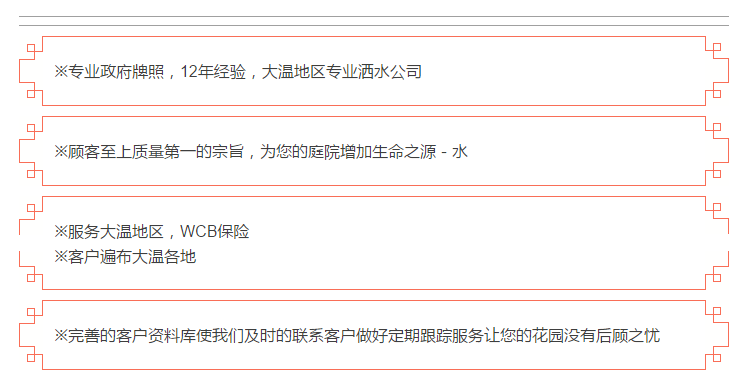 ※专业政府牌照，12年经验，大温地区专业洒水公司
※顾客至上质量第一的宗旨，为您的庭院增加生命之源 - 水
※服务大温地区，WCB保险
※客户遍布大温各地
※完善的客户资料库使我们及时的联系客户做好定期跟踪服务让您的花园没有后顾之忧